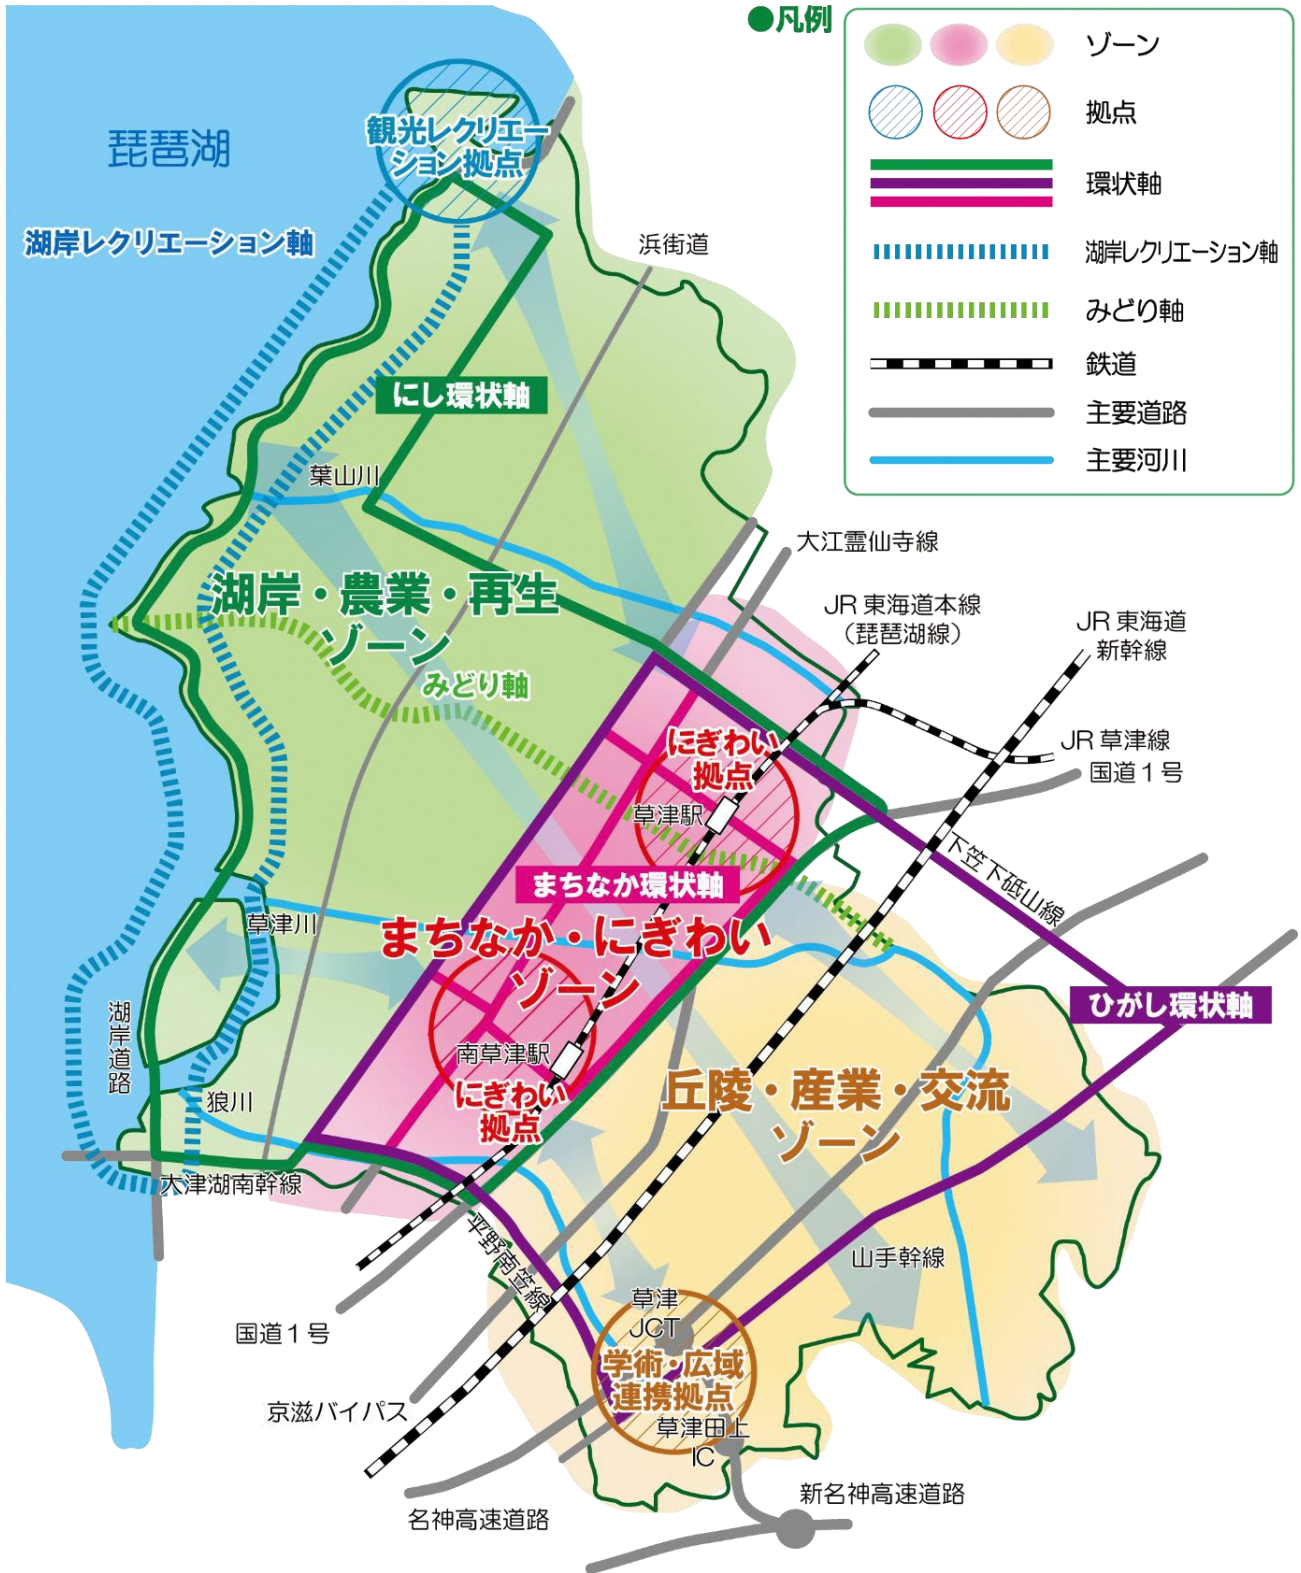 ●凡例
ゾーン
拠点
環状軸
湖岸レクリエーション軸
みどり軸
鉄道
主要道路
主要河川
琵琶湖
観光レクリエー
ション拠点
湖岸レクリエーション軸
浜街道
にし環状軸
葉山川
大江霊仙寺線
湖岸・農業・再生
ゾーン
みどり軸
JR 東海道本線
（琵琶湖線）
JR 東海道
新幹線
JR 草津線
国道１号
にぎわい
拠点
草津駅
下笠下砥山線
まちなか環状軸
まちなか・にぎわい
ゾーン
草津川
湖岸道路
ひがし環状軸
南草津駅
にぎわい
拠点
狼川
丘陵・産業・交流
ゾーン
大津湖南幹線
平野南笠線
山手幹線
国道１号
草津
JCT
学術・広域
連携拠点
草津田上
IC
京滋バイパス
名神高速道路
新名神高速道路